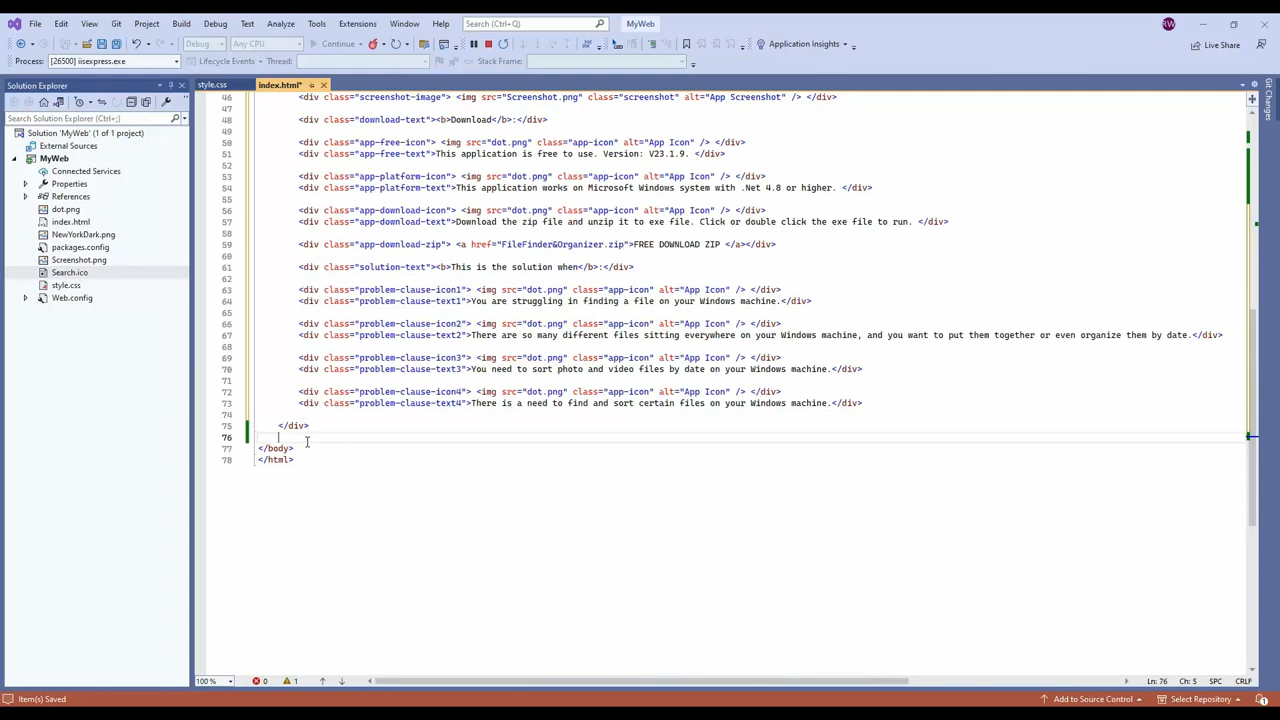 File Edit View Git Project Build Debug Test Analyze Tools Extensions Window Help Search (Ctrl+Q) MyWeb RW
Debug Any CPU Continue Application Insights Live Share
Process: [26500] iisexpress.exe Lifecycle Events Thread: Stack Frame:
Solution Explorer
style.css index.html*
Git Changes
Search Solution Explorer (Ctrl+;)
Solution 'MyWeb' (1 of 1 project)
External Sources
MyWeb
Connected Services
Properties
References
dot.png
index.html
NewYorkDark.png
packages.config
Screenshot.png
Search.ico
style.css
Web.config
46 <div class="screenshot-image"> <img src="Screenshot.png" class="screenshot" alt="App Screenshot" /> </div>
47
48 <div class="download-text"><b>Download</b>:</div>
49
50 <div class="app-free-icon"> <img src="dot.png" class="app-icon" alt="App Icon" /> </div>
51 <div class="app-free-text">This application is free to use. Version: V23.1.9. </div>
52
53 <div class="app-platform-icon"> <img src="dot.png" class="app-icon" alt="App Icon" /> </div>
54 <div class="app-platform-text">This application works on Microsoft Windows system with .Net 4.8 or higher. </div>
55
56 <div class="app-download-icon"> <img src="dot.png" class="app-icon" alt="App Icon" /> </div>
57 <div class="app-download-text">Download the zip file and unzip it to exe file. Click or double click the exe file to run. </div>
58
59 <div class="app-download-zip"> <a href="FileFinder&Organizer.zip">FREE DOWNLOAD ZIP </a></div>
60
61 <div class="solution-text"><b>This is the solution when</b>:</div>
62
63 <div class="problem-clause-icon1"> <img src="dot.png" class="app-icon" alt="App Icon" /> </div>
64 <div class="problem-clause-text1">You are struggling in finding a file on your Windows machine.</div>
65
66 <div class="problem-clause-icon2"> <img src="dot.png" class="app-icon" alt="App Icon" /> </div>
67 <div class="problem-clause-text2">There are so many different files sitting everywhere on your Windows machine, and you want to put them together or even organize them by date.</div>
68
69 <div class="problem-clause-icon3"> <img src="dot.png" class="app-icon" alt="App Icon" /> </div>
70 <div class="problem-clause-text3">You need to sort photo and video files by date on your Windows machine.</div>
71
72 <div class="problem-clause-icon4"> <img src="dot.png" class="app-icon" alt="App Icon" /> </div>
73 <div class="problem-clause-text4">There is a need to find and sort certain files on your Windows machine.</div>
74
75 </div>
76
77 </body>
78 </html>
100 % 0 1 Ln: 76 Ch: 5 SPC CRLF
Item(s) Saved Add to Source Control Select Repository 1